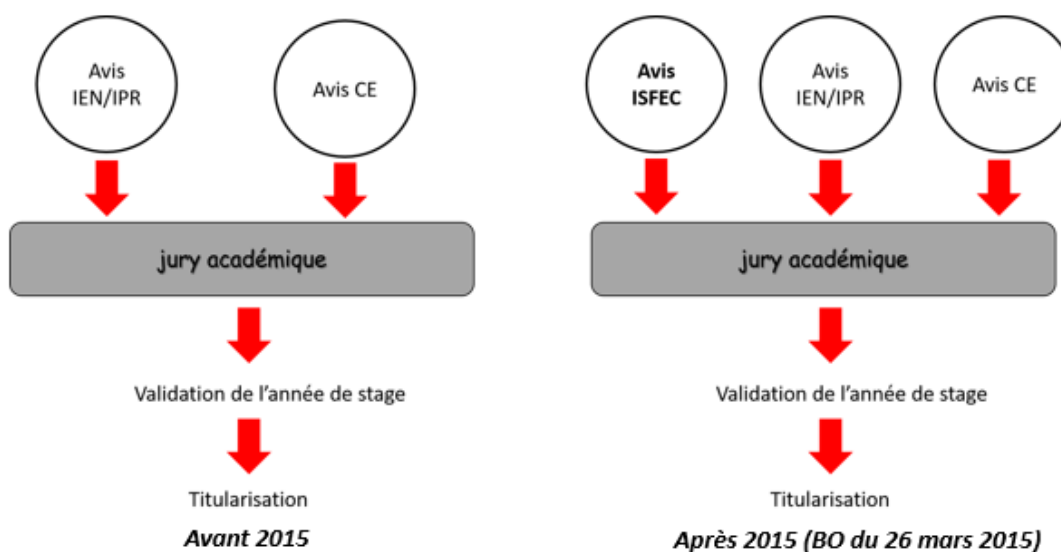 Avis
IEN/IPR
Avis CE
jury académique
Validation de l'année de stage
Titularisation
Avant 2015
Avis
ISFEC
Avis
IEN/IPR
Avis CE
jury académique
Validation de l'année de stage
Titularisation
Après 2015 (BO du 26 mars 2015)